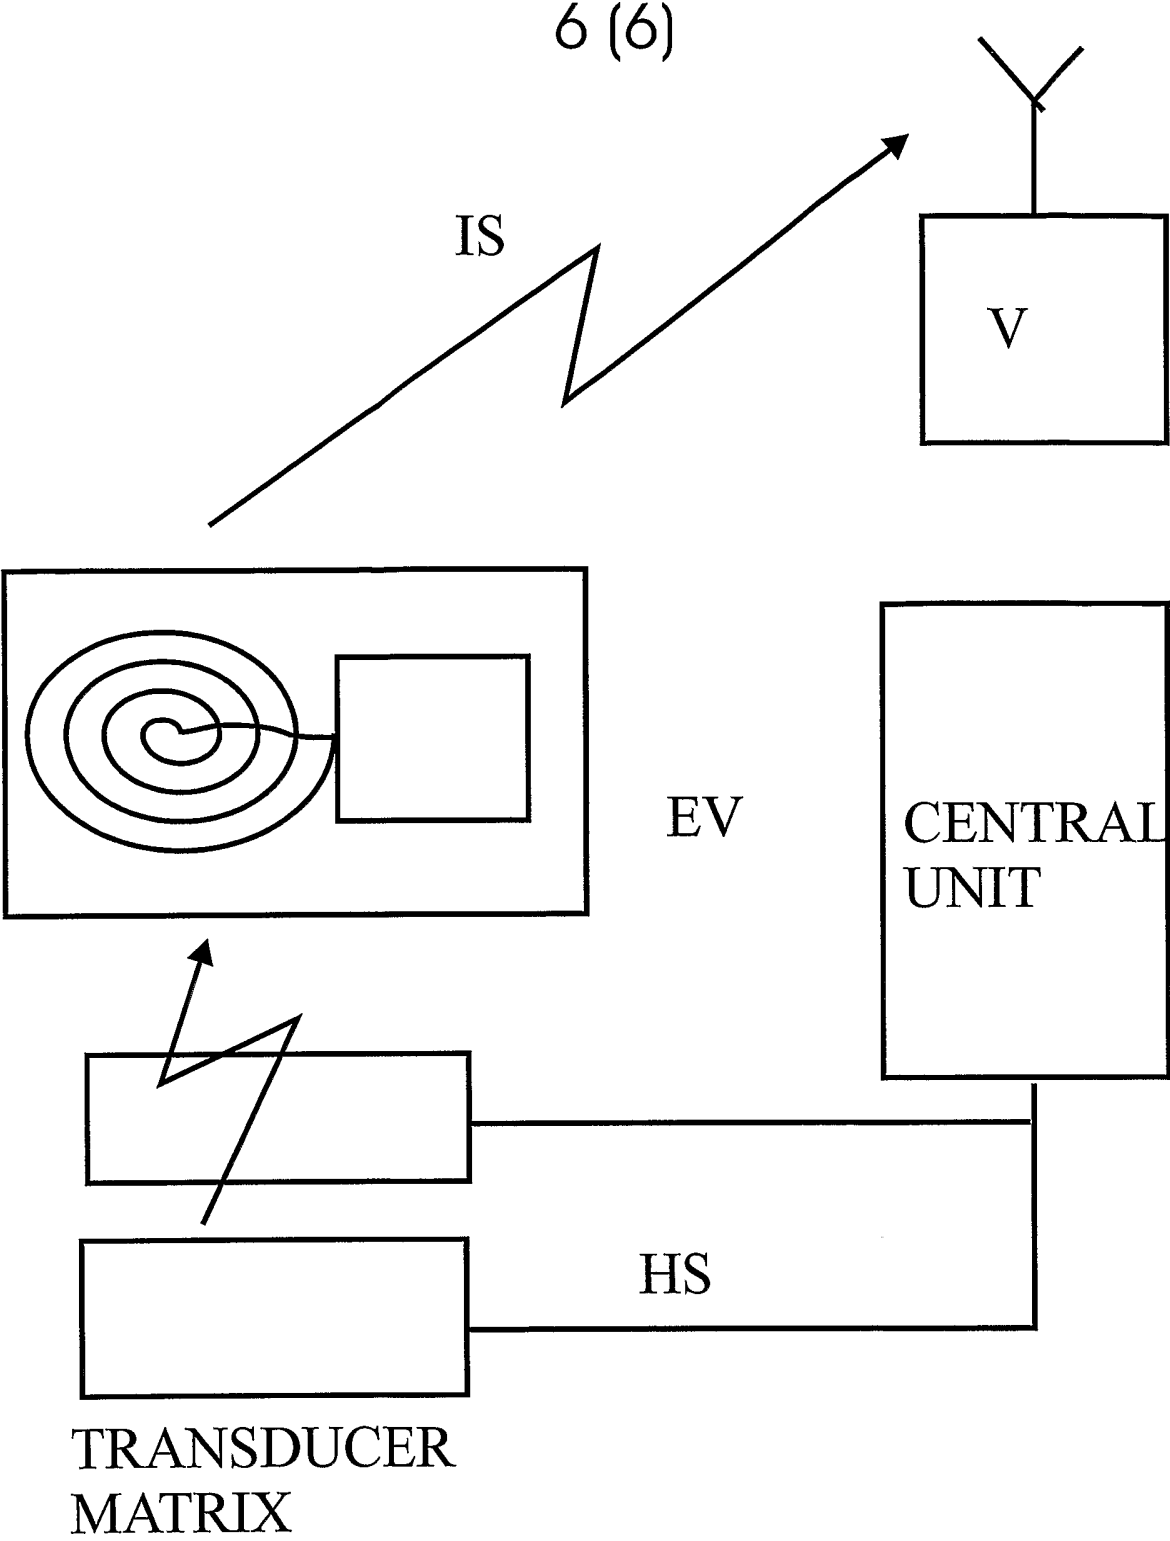 6 (6)
IS
V
EV
CENTRAL
UNIT
HS
TRANSDUCER
MATRIX